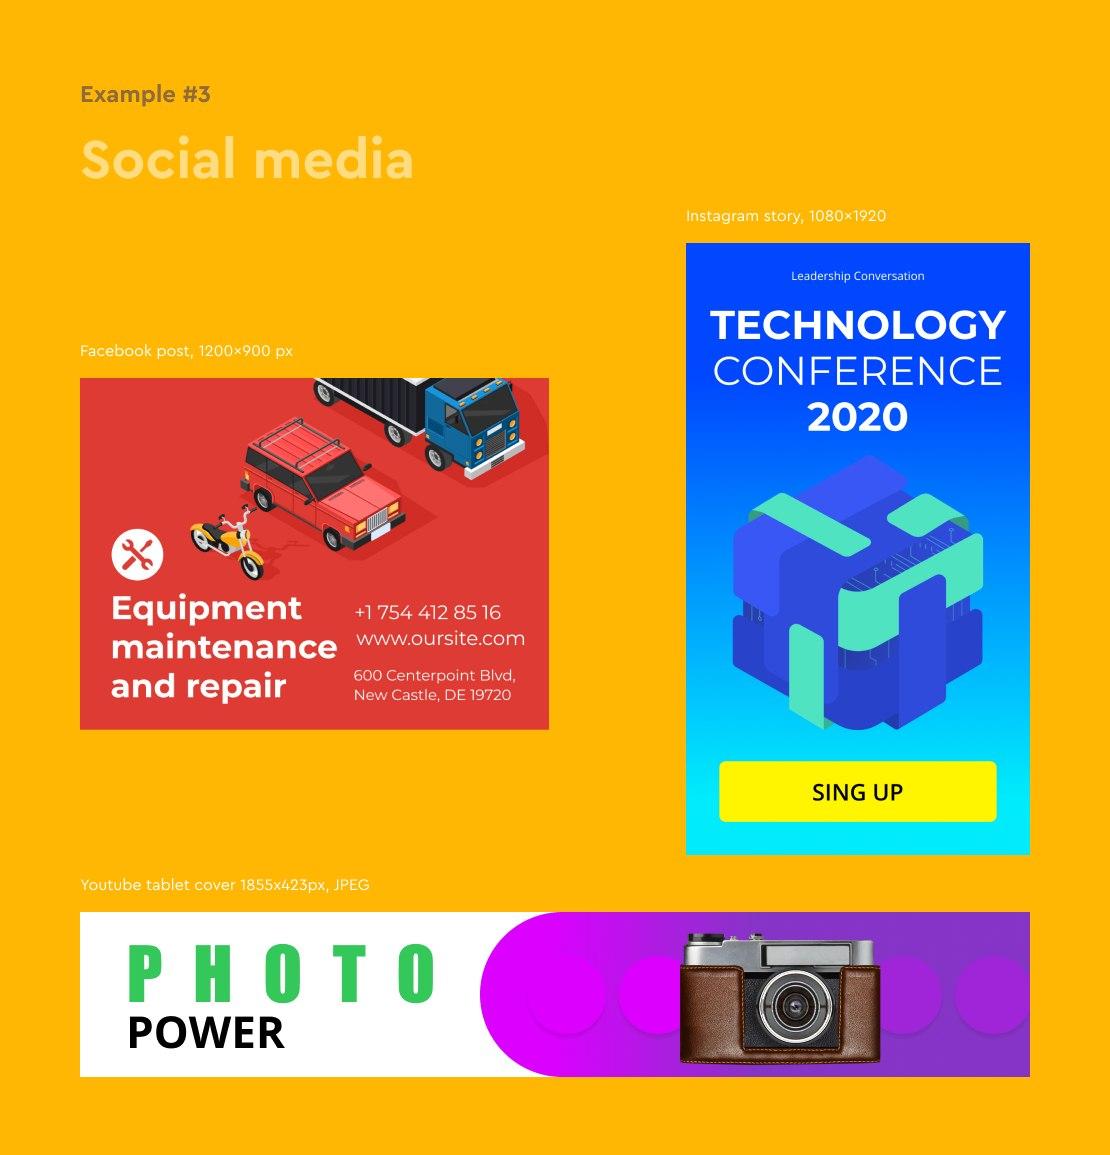 Example #3
Social media
Instagram story, 1080×1920
Leadership Conversation
TECHNOLOGY
CONFERENCE
2020
SING UP
Facebook post, 1200×900 px
Equipment
maintenance
and repair
+1 754 412 85 16
www.oursite.com
600 Centerpoint Blvd,
New Castle, DE 19720
Youtube tablet cover 1855x423px, JPEG
PHOTO
POWER